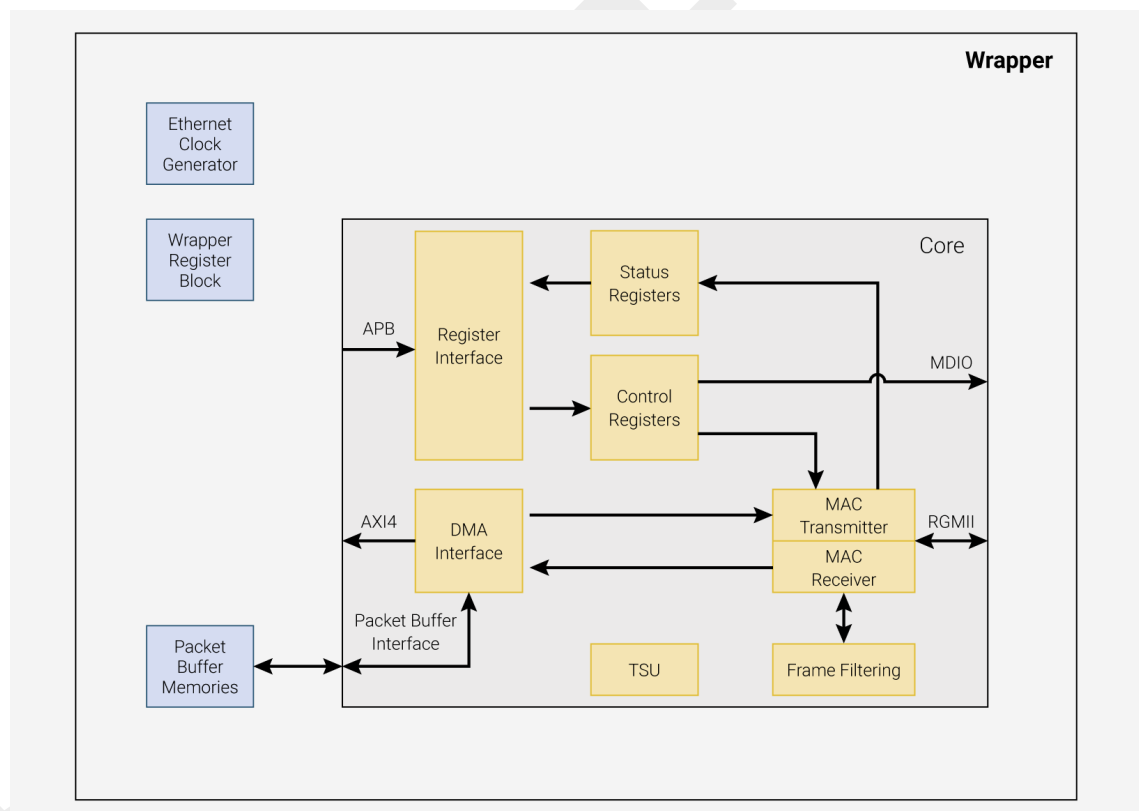 Wrapper
Ethernet
Clock
Generator
Wrapper
Register
Block
Core
Status
Registers
APB
Register
Interface
MDIO
Control
Registers
MAC
Transmitter
RGMII
AXI4
DMA
Interface
MAC
Receiver
Packet Buffer
Interface
Packet
Buffer
Memories
TSU
Frame Filtering